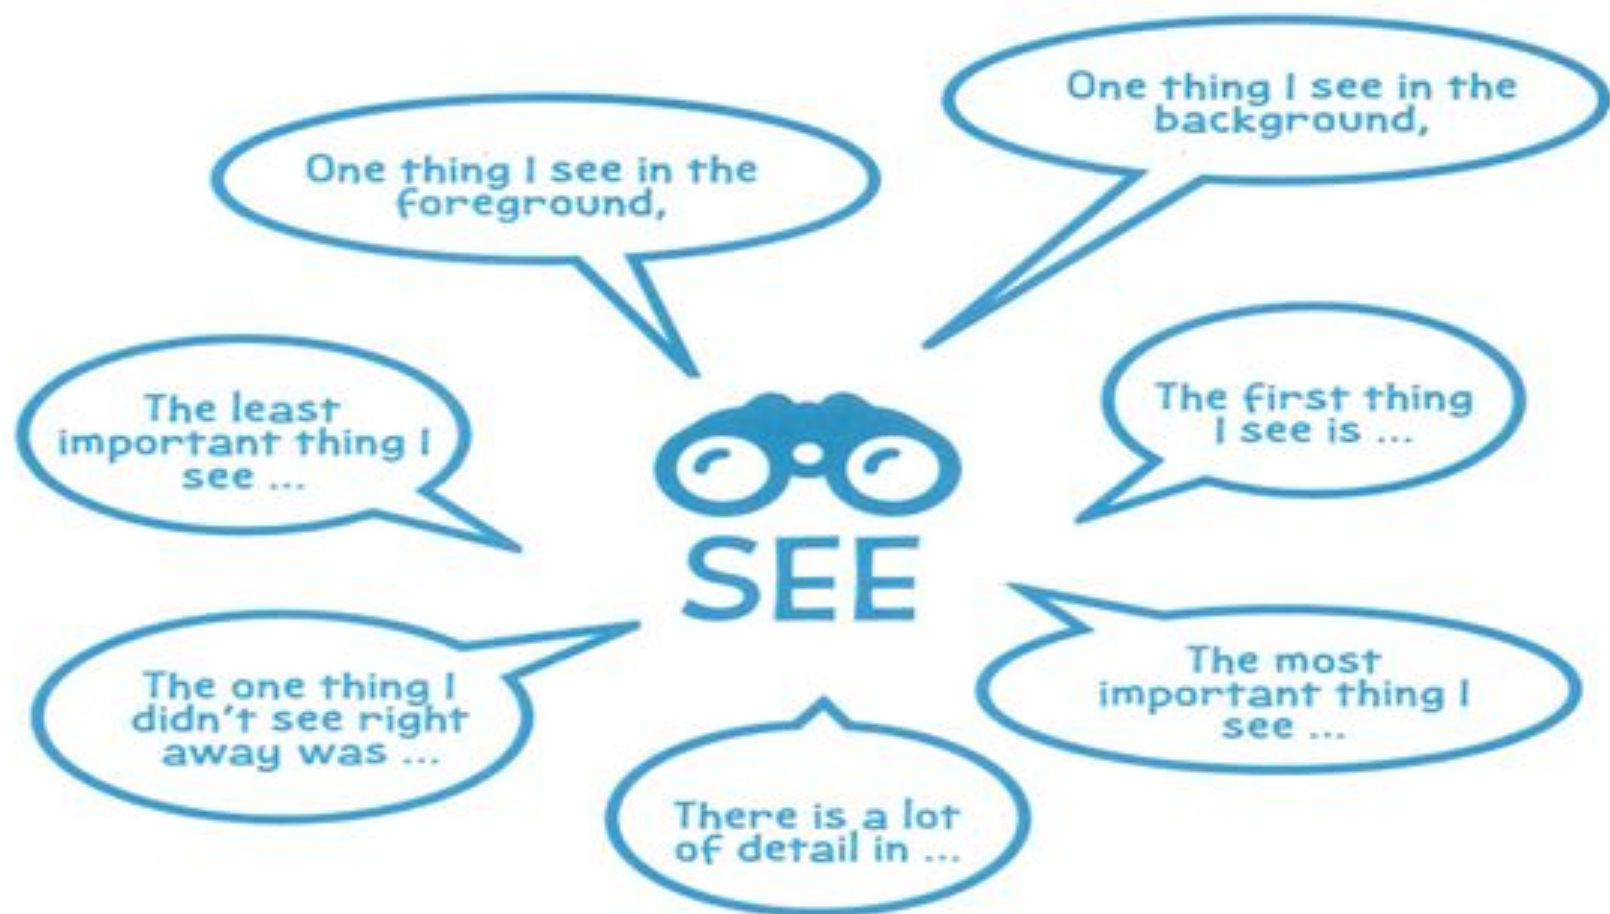 One thing I see in the
background,
One thing I see in the
foreground,
The least
important thing I
see ...
The first thing
I see is ...
SEE
The one thing I
didn't see right
away was ...
The most
important thing I
see ...
There is a lot
of detail in ...